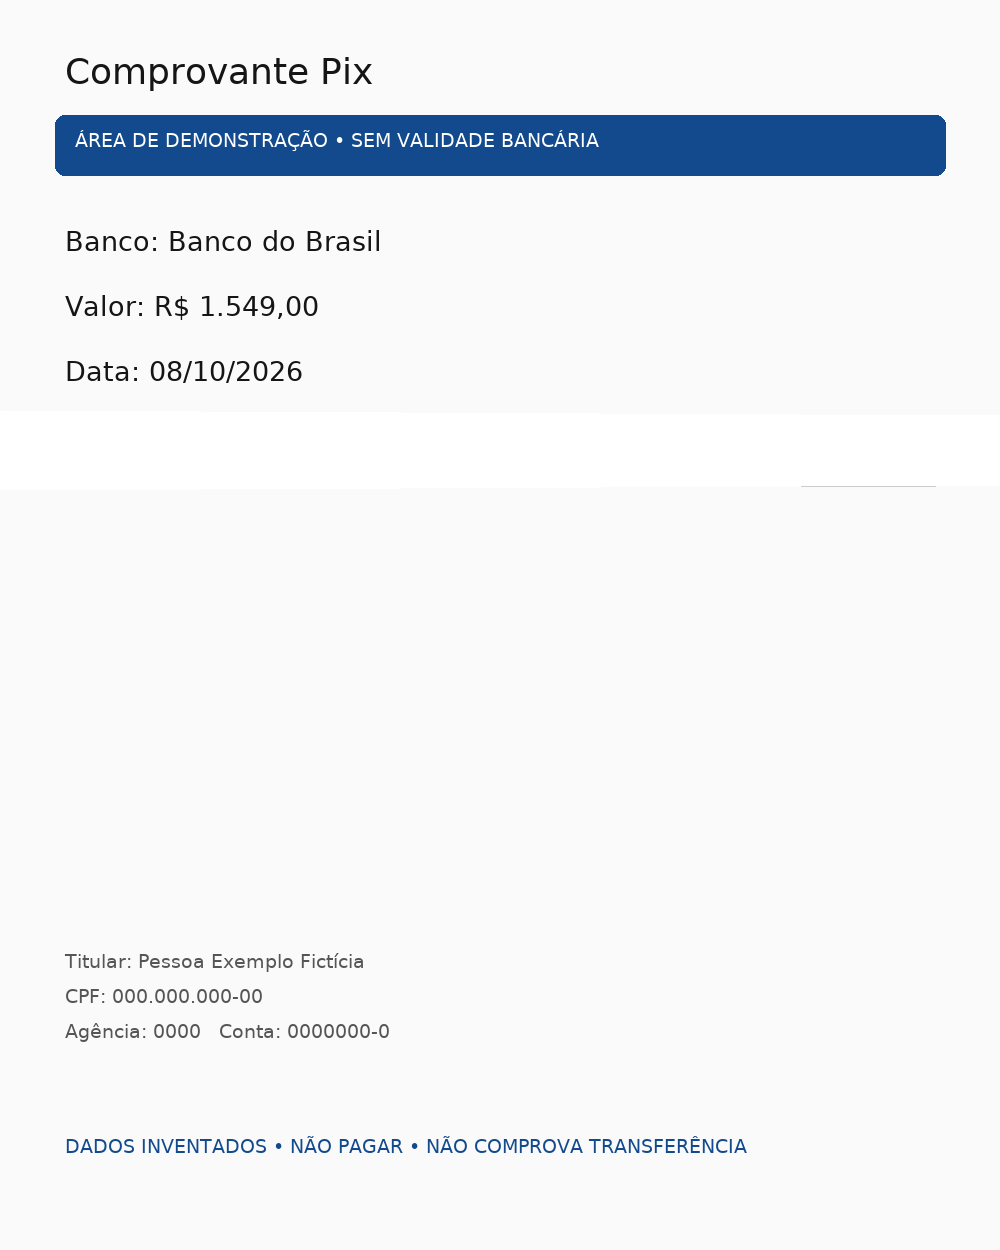 Comprovante Pix
ÁREA DE DEMONSTRAÇÃO • SEM VALIDADE BANCÁRIA
Banco: Banco do Brasil
Valor: R$ 1.549,00
Data: 08/10/2026
Titular: Pessoa Exemplo Fictícia
CPF: 000.000.000-00
Agência: 0000   Conta: 0000000-0
DADOS INVENTADOS • NÃO PAGAR • NÃO COMPROVA TRANSFERÊNCIA